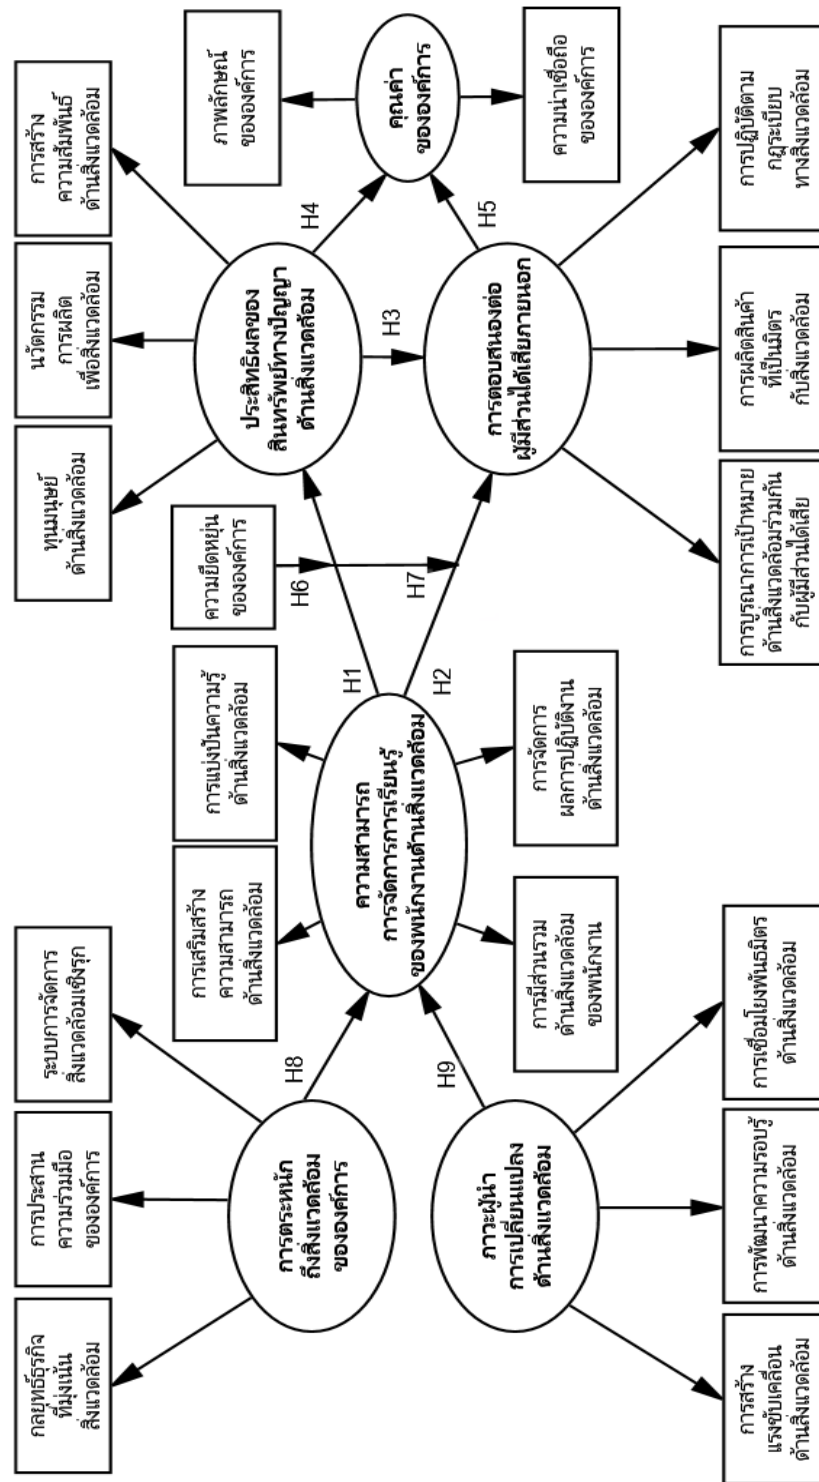 กลยุทธ์ธุรกิจ
ที่มุ่งเน้น
สิ่งแวดล้อม
การประสาน
ความร่วมมือ
ขององค์การ
ระบบการจัดการ
สิ่งแวดล้อมเชิงรุก
ทุนมนุษย์
ด้านสิ่งแวดล้อม
นวัตกรรม
การผลิต
เพื่อสิ่งแวดล้อม
การสร้าง
ความสัมพันธ์
ด้านสิ่งแวดล้อม
การเสริมสร้าง
ความสามารถ
ด้านสิ่งแวดล้อม
การแบ่งปันความรู้
ด้านสิ่งแวดล้อม
ความยืดหยุ่น
ขององค์การ
ภาพลักษณ์
ขององค์การ
การตระหนัก
ถึงสิ่งแวดล้อม
ขององค์การ
H8
ความสามารถ
การจัดการการเรียนรู้
ของพนักงานด้านสิ่งแวดล้อม
H1
H6
ประสิทธิผลของ
สินทรัพย์ทางปัญญา
ด้านสิ่งแวดล้อม
H4
คุณค่า
ขององค์การ
H3
H7
H2
H9
H5
ภาวะผู้นำ
การเปลี่ยนแปลง
ด้านสิ่งแวดล้อม
การตอบสนองต่อ
ผู้มีส่วนได้เสียภายนอก
การมีส่วนรวม
ด้านสิ่งแวดล้อม
ของพนักงาน
การจัดการ
ผลการปฏิบัติงาน
ด้านสิ่งแวดล้อม
ความน่าเชื่อถือ
ขององค์การ
การสร้าง
แรงขับเคลื่อน
ด้านสิ่งแวดล้อม
การพัฒนาความรอบรู้
ด้านสิ่งแวดล้อม
การเชื่อมโยงพันธมิตร
ด้านสิ่งแวดล้อม
การบูรณาการเป้าหมาย
ด้านสิ่งแวดล้อมร่วมกัน
กับผู้มีส่วนได้เสีย
การผลิตสินค้า
ที่เป็นมิตร
กับสิ่งแวดล้อม
การปฏิบัติตาม
กฎระเบียบ
ทางสิ่งแวดล้อม